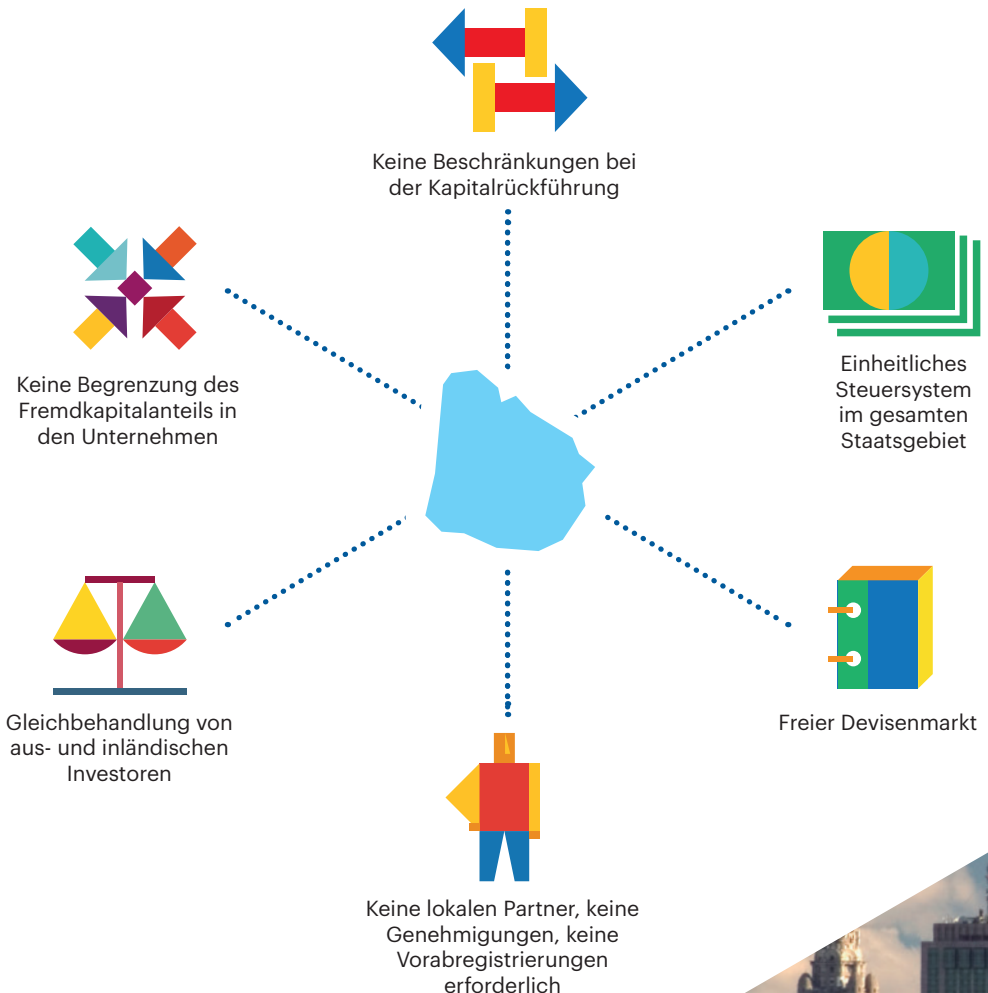 Keine Beschränkungen bei
der Kapitalrückführung
Keine Begrenzung des
Fremdkapitalanteils in
den Unternehmen
Einheitliches
Steuersystem
im gesamten
Staatsgebiet
Gleichbehandlung von
aus- und inländischen
Investoren
Freier Devisenmarkt
Keine lokalen Partner, keine
Genehmigungen, keine
Vorabregistrierungen
erforderlich